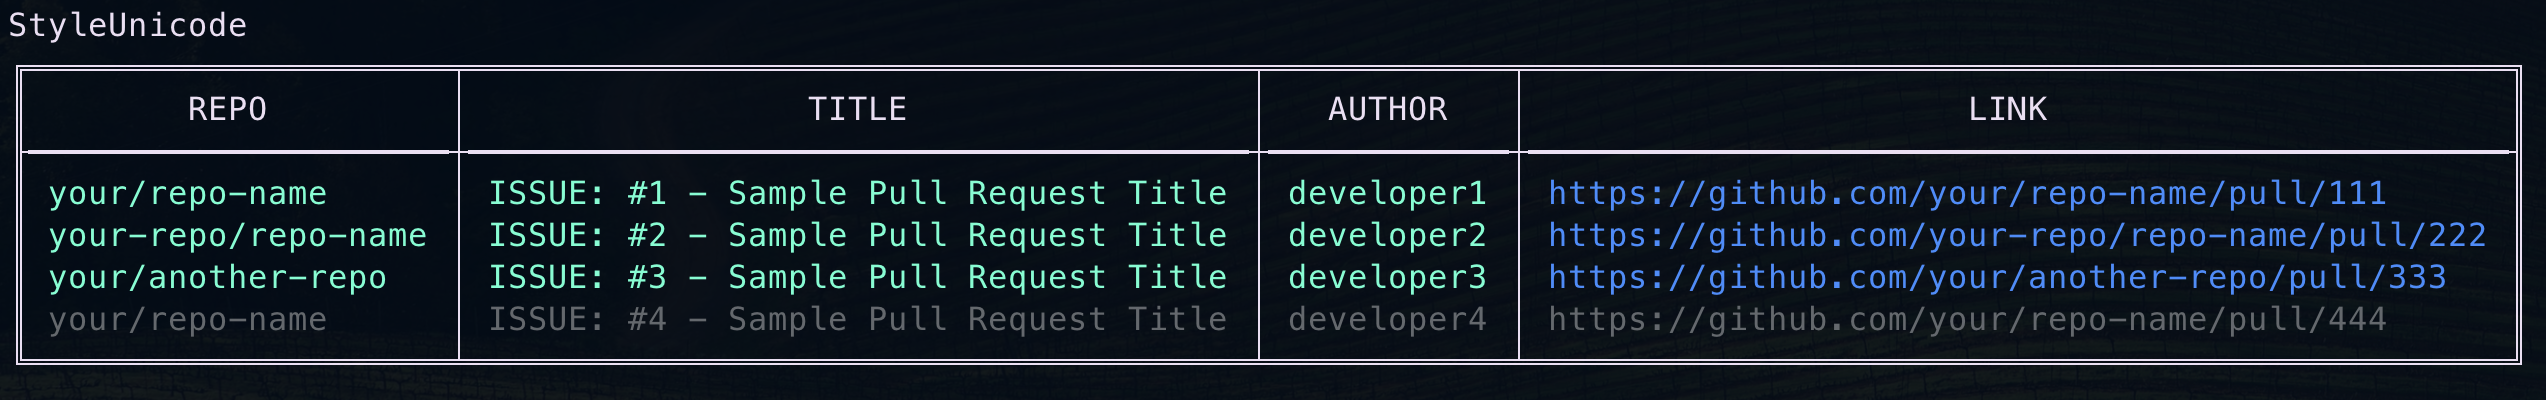 StyleUnicode
REPO TITLE AUTHOR LINK
your/repo-name ISSUE: #1 - Sample Pull Request Title developer1 https://github.com/your/repo-name/pull/111
your-repo/repo-name ISSUE: #2 - Sample Pull Request Title developer2 https://github.com/your-repo/repo-name/pull/222
your/another-repo ISSUE: #3 - Sample Pull Request Title developer3 https://github.com/your/another-repo/pull/333
your/repo-name ISSUE: #4 - Sample Pull Request Title developer4 https://github.com/your/repo-name/pull/444